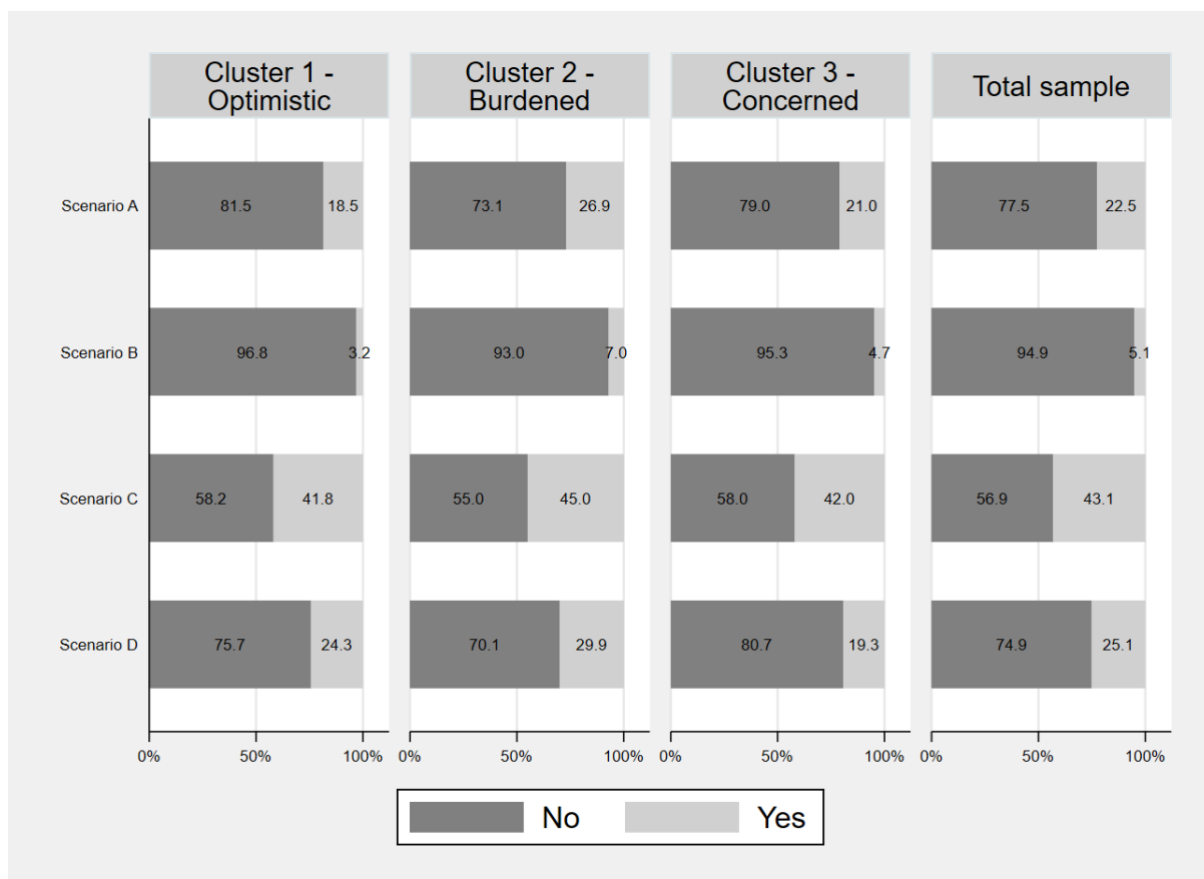 Cluster 1 -
Optimistic
Cluster 2 -
Burdened
Cluster 3 -
Concerned
Total sample
Scenario A
81.5 18.5 73.1 26.9 79.0 21.0 77.5 22.5
Scenario B
96.8 3.2 93.0 7.0 95.3 4.7 94.9 5.1
Scenario C
58.2 41.8 55.0 45.0 58.0 42.0 56.9 43.1
Scenario D
75.7 24.3 70.1 29.9 80.7 19.3 74.9 25.1
0% 50% 100% 0% 50% 100% 0% 50% 100% 0% 50% 100%
No Yes